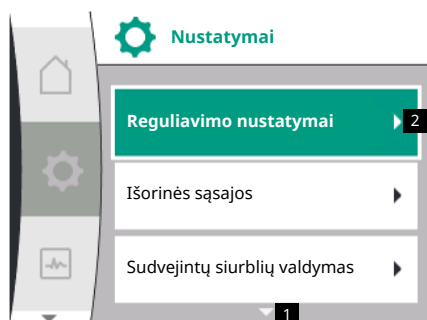 Nustatymai
Reguliavimo nustatymai
2
Išorinės sąsajos
Sudvejintų siurblių valdymas
1